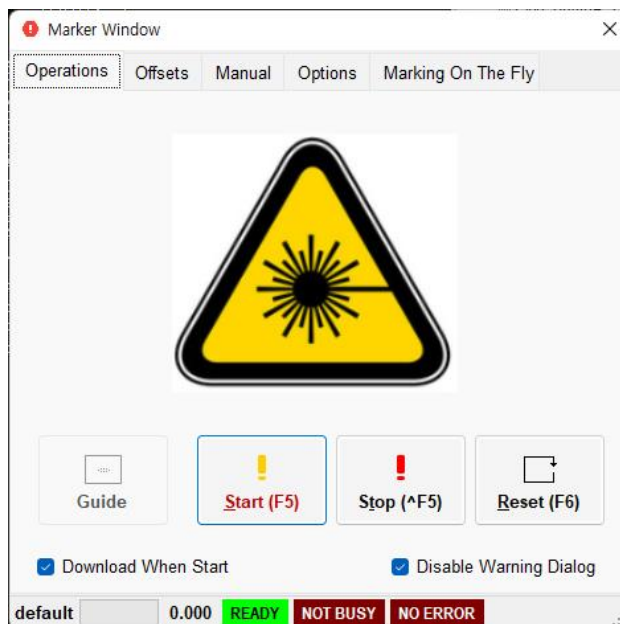 Marker Window
Operations Offsets Manual Options Marking On The Fly
Guide Start (F5) Stop (^F5) Reset (F6)
Download When Start Disable Warning Dialog
default 0.000 READY NOT BUSY NO ERROR